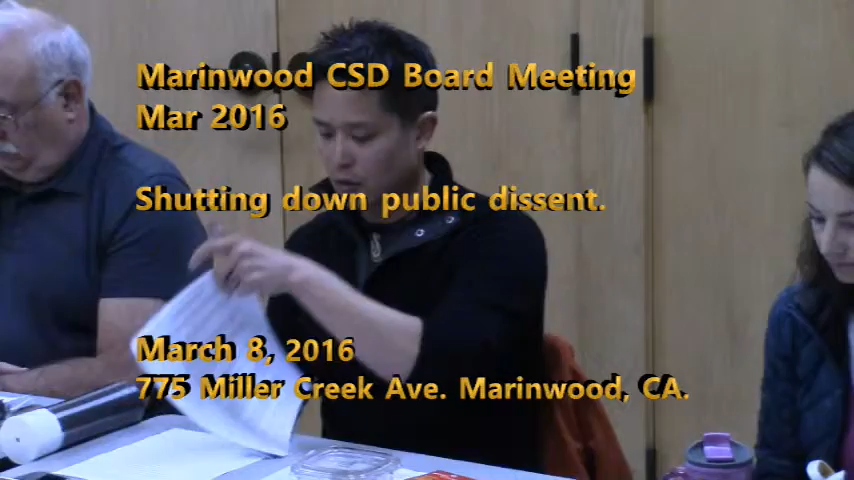 Marinwood CSD Board Meeting
Mar 2016
Shutting down public dissent.
March 8, 2016
775 Miller Creek Ave. Marinwood, CA.